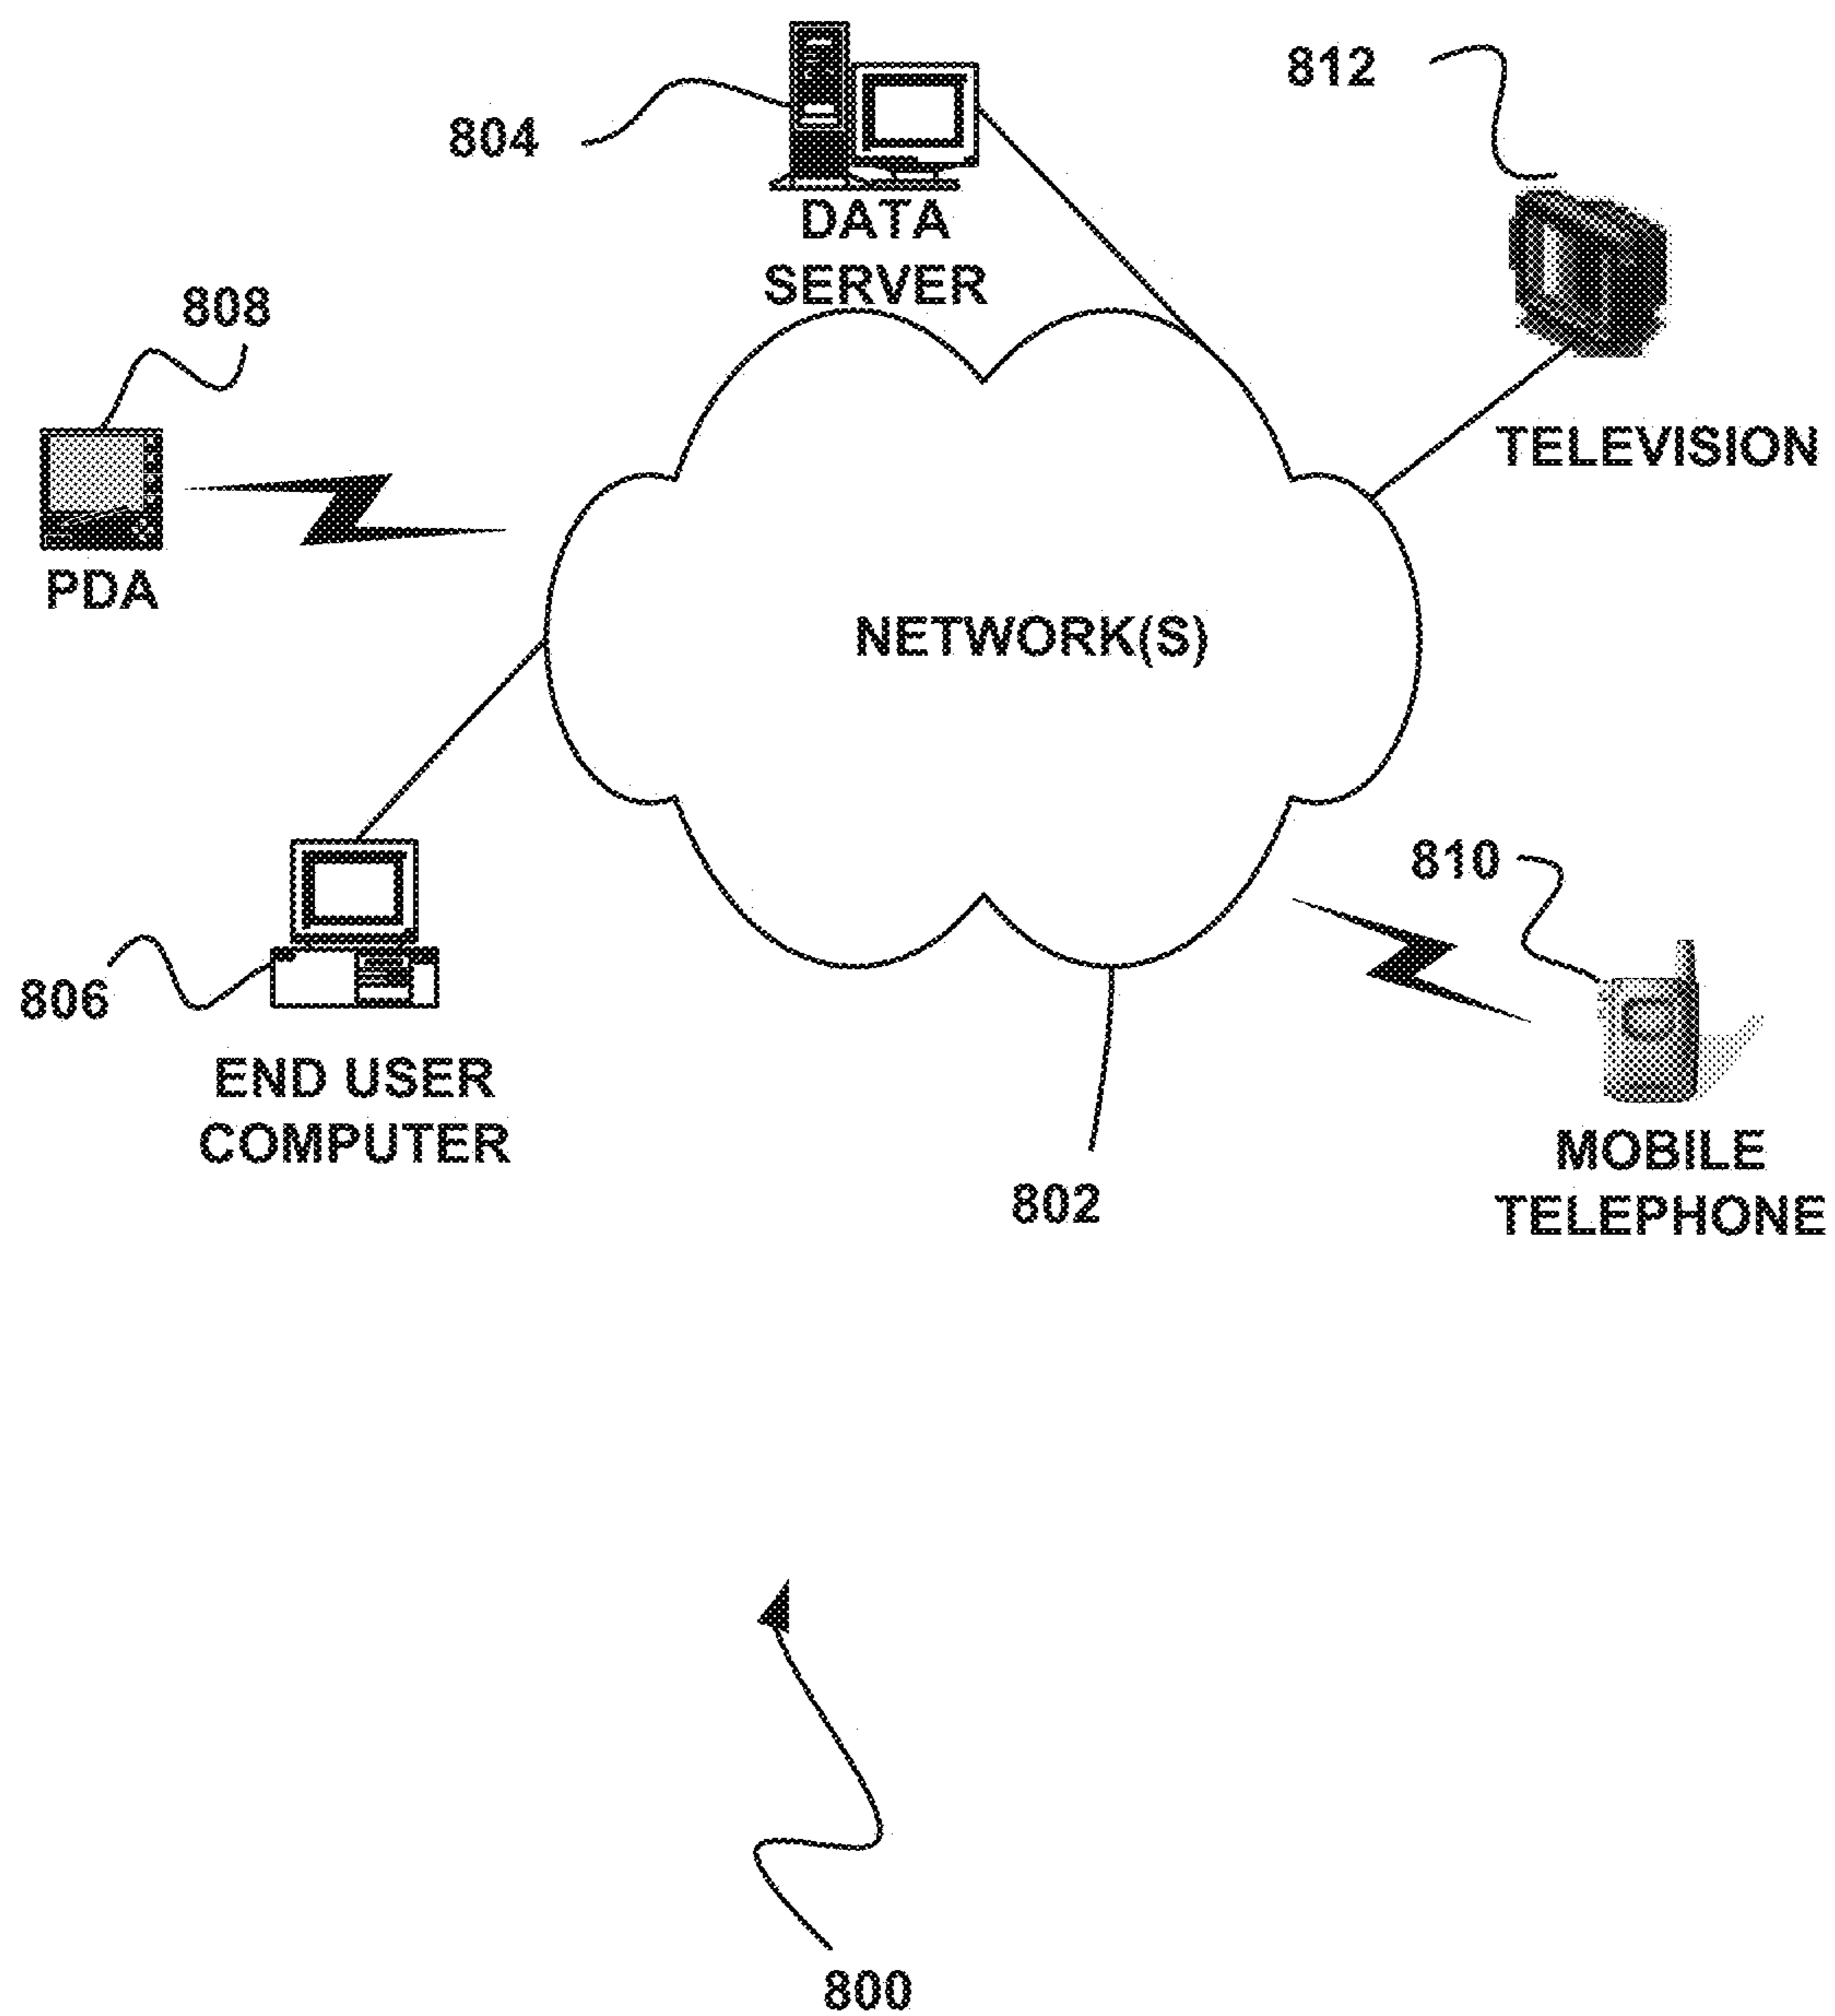 812
804
DATA
SERVER
808
TELEVISION
PDA
NETWORK(S)
810
806
END USER
COMPUTER
MOBILE
TELEPHONE
802
800